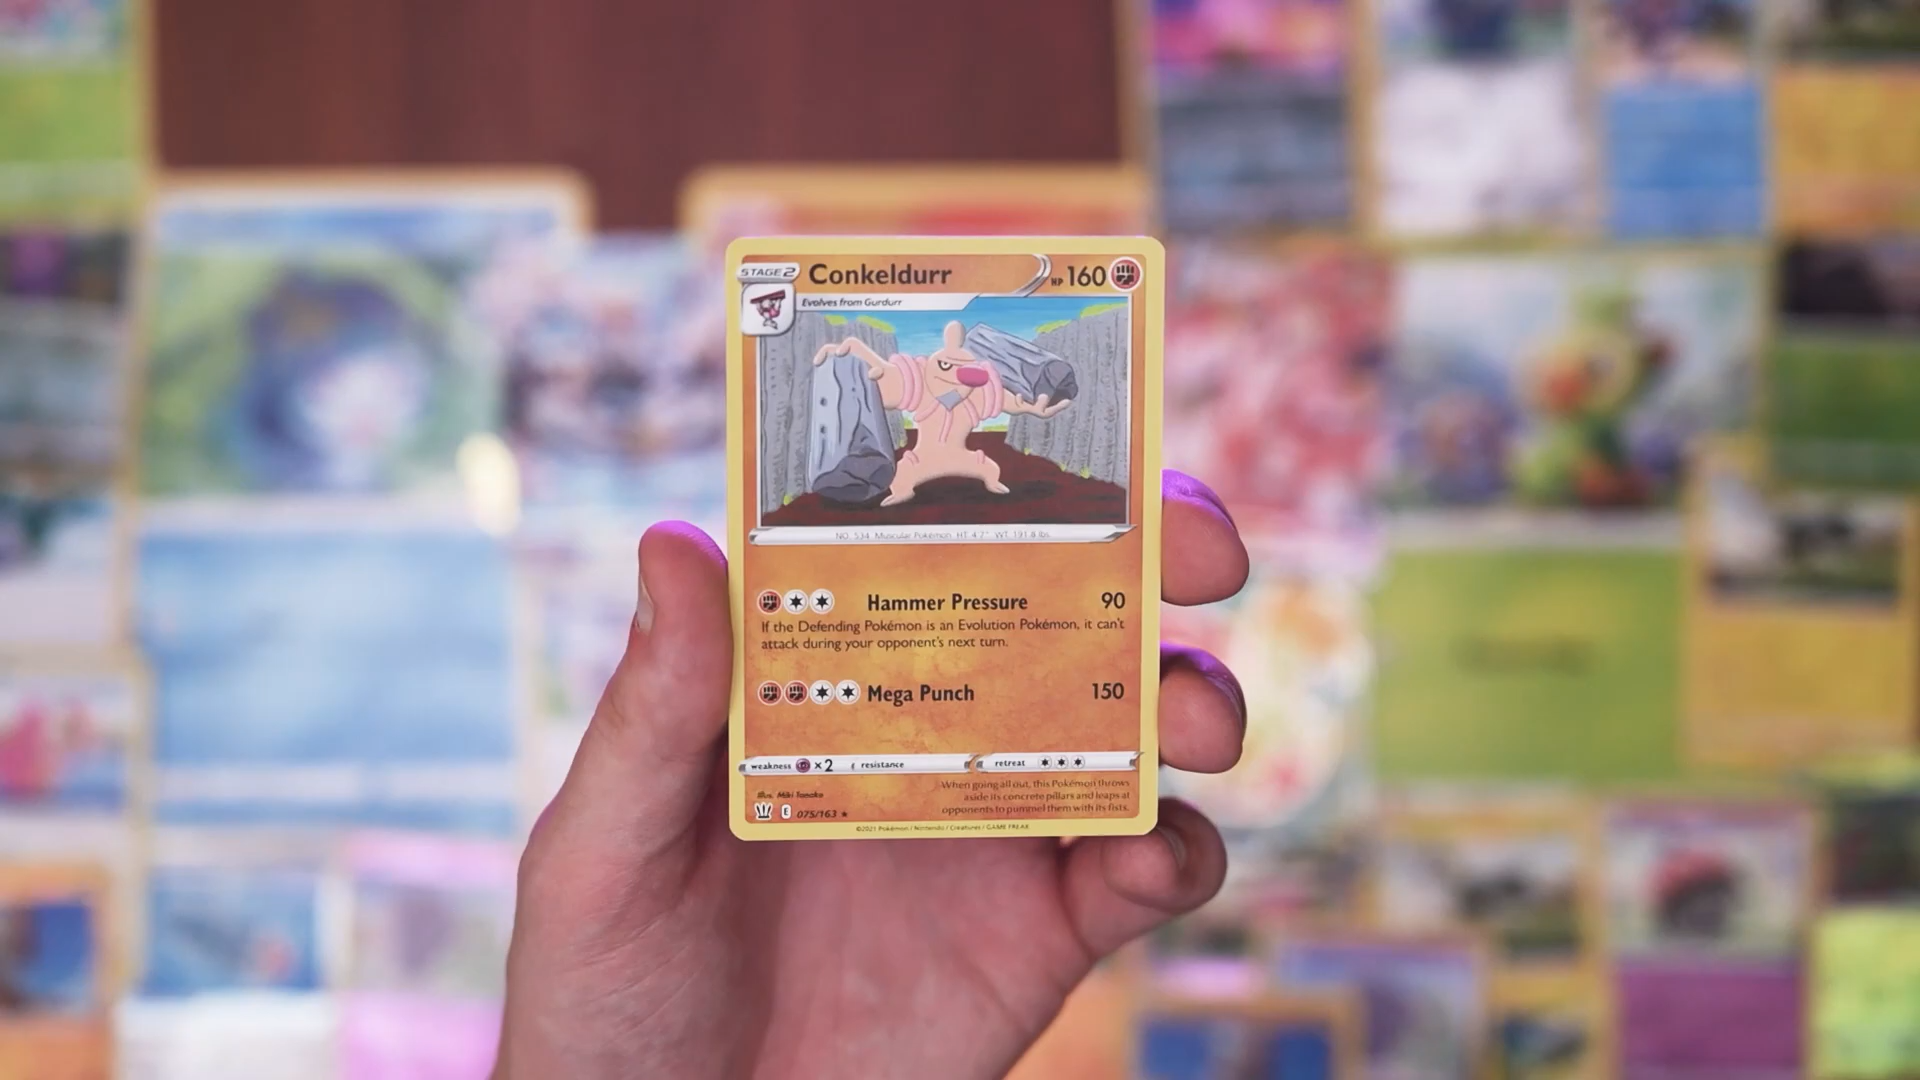 STAGE 2 Conkeldurr HP 160
Evolves from Gurdurr
NO. 534 Muscular Pokémon HT 4'7" WT 191.8 lbs.
Hammer Pressure 90
If the Defending Pokémon is an Evolution Pokémon, it can't
attack during your opponent's next turn.
Mega Punch 150
weakness ×2 resistance retreat
When going all out, this Pokémon throws
aside its concrete pillars and leaps at
opponents to pummel them with its fists.
Illus. Miki Tanaka
E 075/163 ★
©2021 Pokémon / Nintendo / Creatures / GAME FREAK